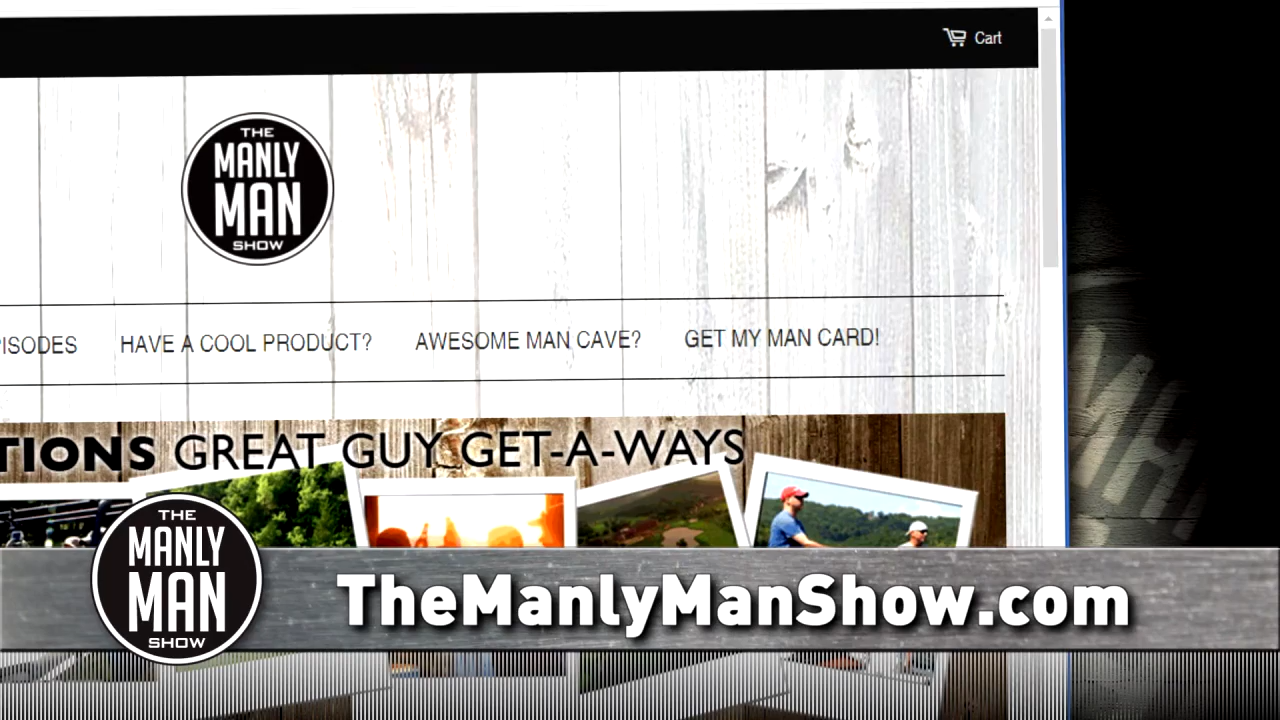 Cart
THE
MANLY
MAN
SHOW
ISODES HAVE A COOL PRODUCT? AWESOME MAN CAVE? GET MY MAN CARD!
TIONS GREAT GUY GET-A-WAYS
THE
MANLY
MAN
SHOW
TheManlyManShow.com